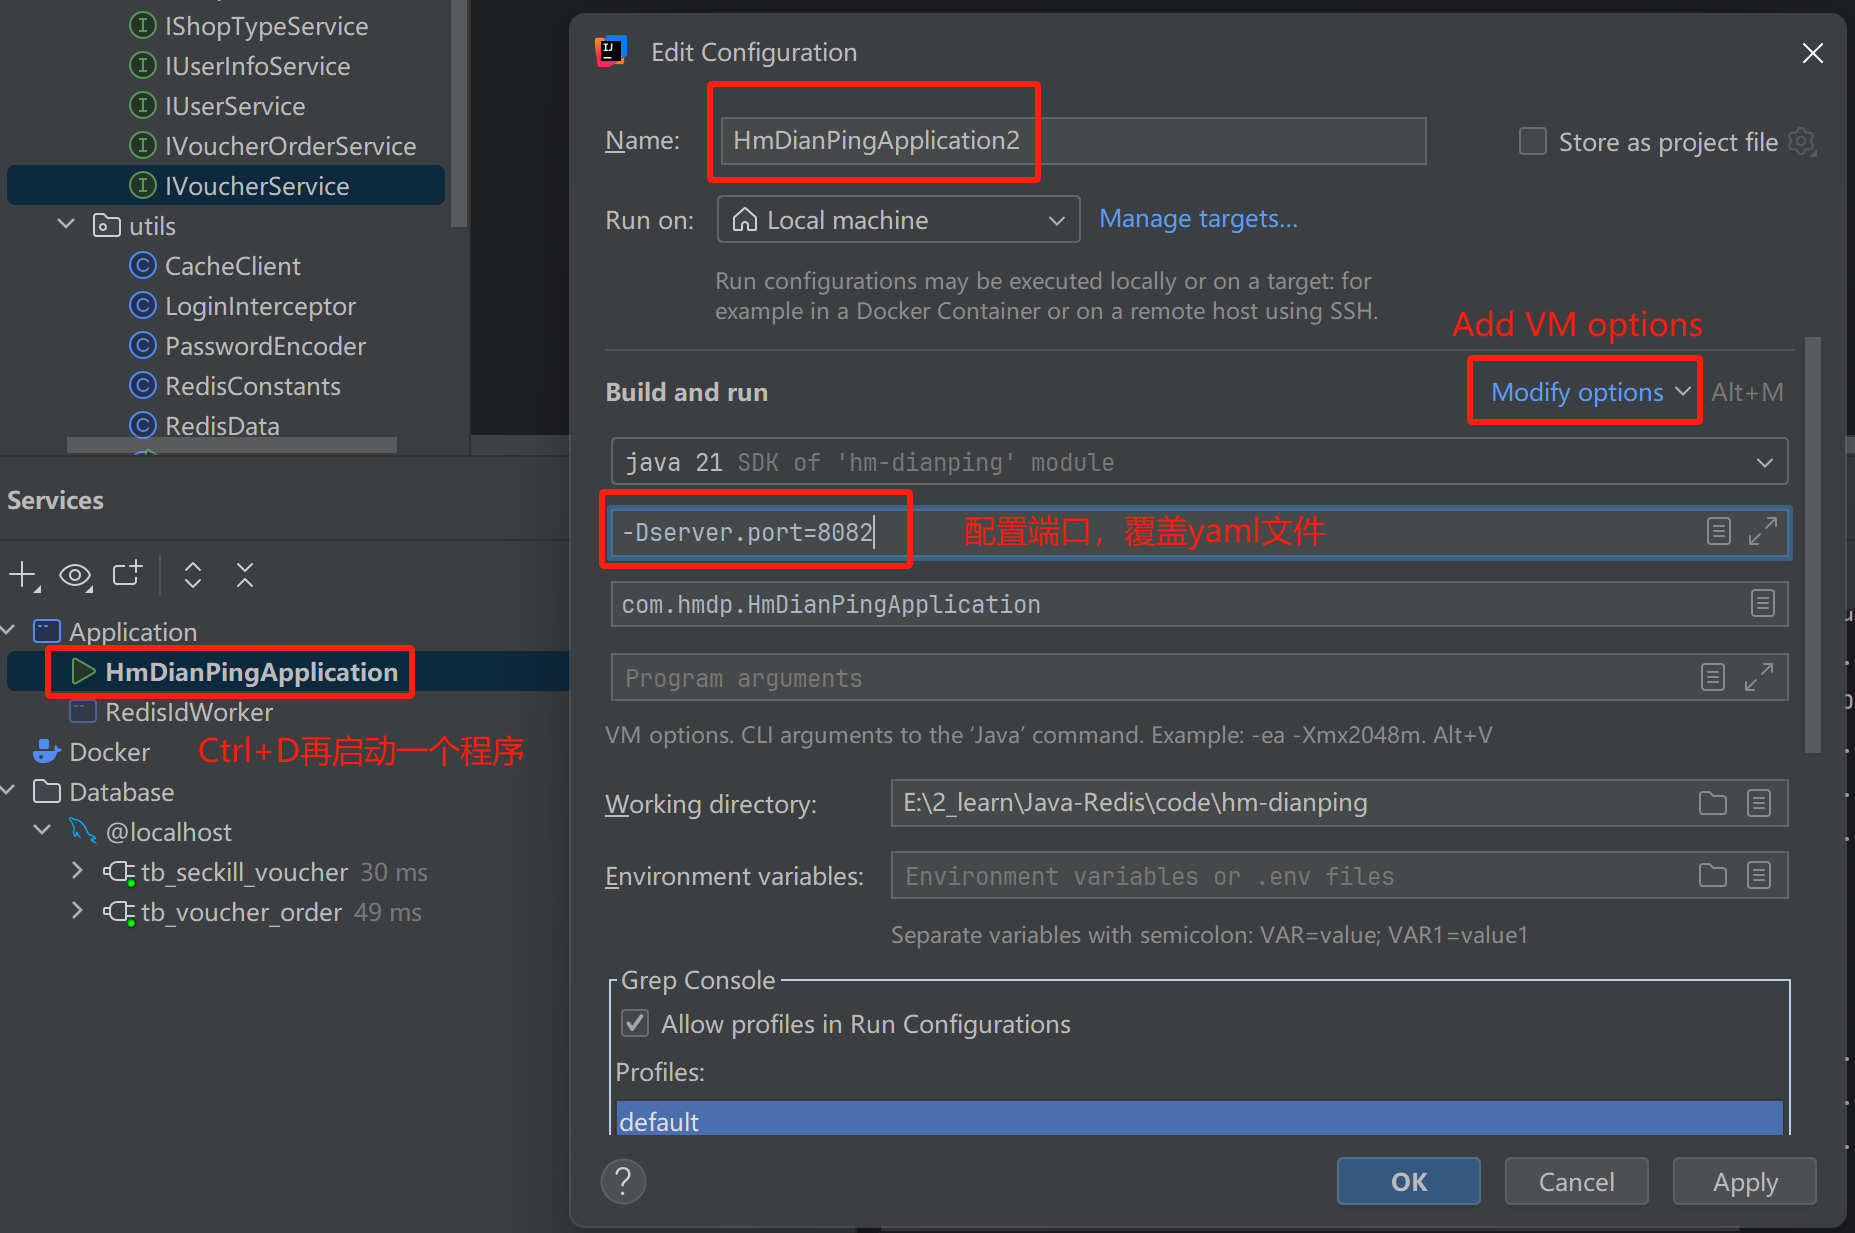 IShopTypeService
IUserInfoService
IUserService
IVoucherOrderService
IVoucherService
utils
CacheClient
LoginInterceptor
PasswordEncoder
RedisConstants
RedisData
Services
Application
HmDianPingApplication
RedisIdWorker
Docker
Ctrl+D再启动一个程序
Database
@localhost
tb_seckill_voucher 30 ms
tb_voucher_order 49 ms
Edit Configuration
Name: HmDianPingApplication2
Store as project file
Run on: Local machine
Manage targets...
Run configurations may be executed locally or on a target: for
example in a Docker Container or on a remote host using SSH.
Add VM options
Build and run
Modify options Alt+M
java 21 SDK of 'hm-dianping' module
-Dserver.port=8082
配置端口，覆盖yaml文件
com.hmdp.HmDianPingApplication
Program arguments
VM options. CLI arguments to the ‘Java’ command. Example: -ea -Xmx2048m. Alt+V
Working directory: E:\2_learn\Java-Redis\code\hm-dianping
Environment variables: Environment variables or .env files
Separate variables with semicolon: VAR=value; VAR1=value1
Grep Console
Allow profiles in Run Configurations
Profiles:
default
?
OK
Cancel
Apply